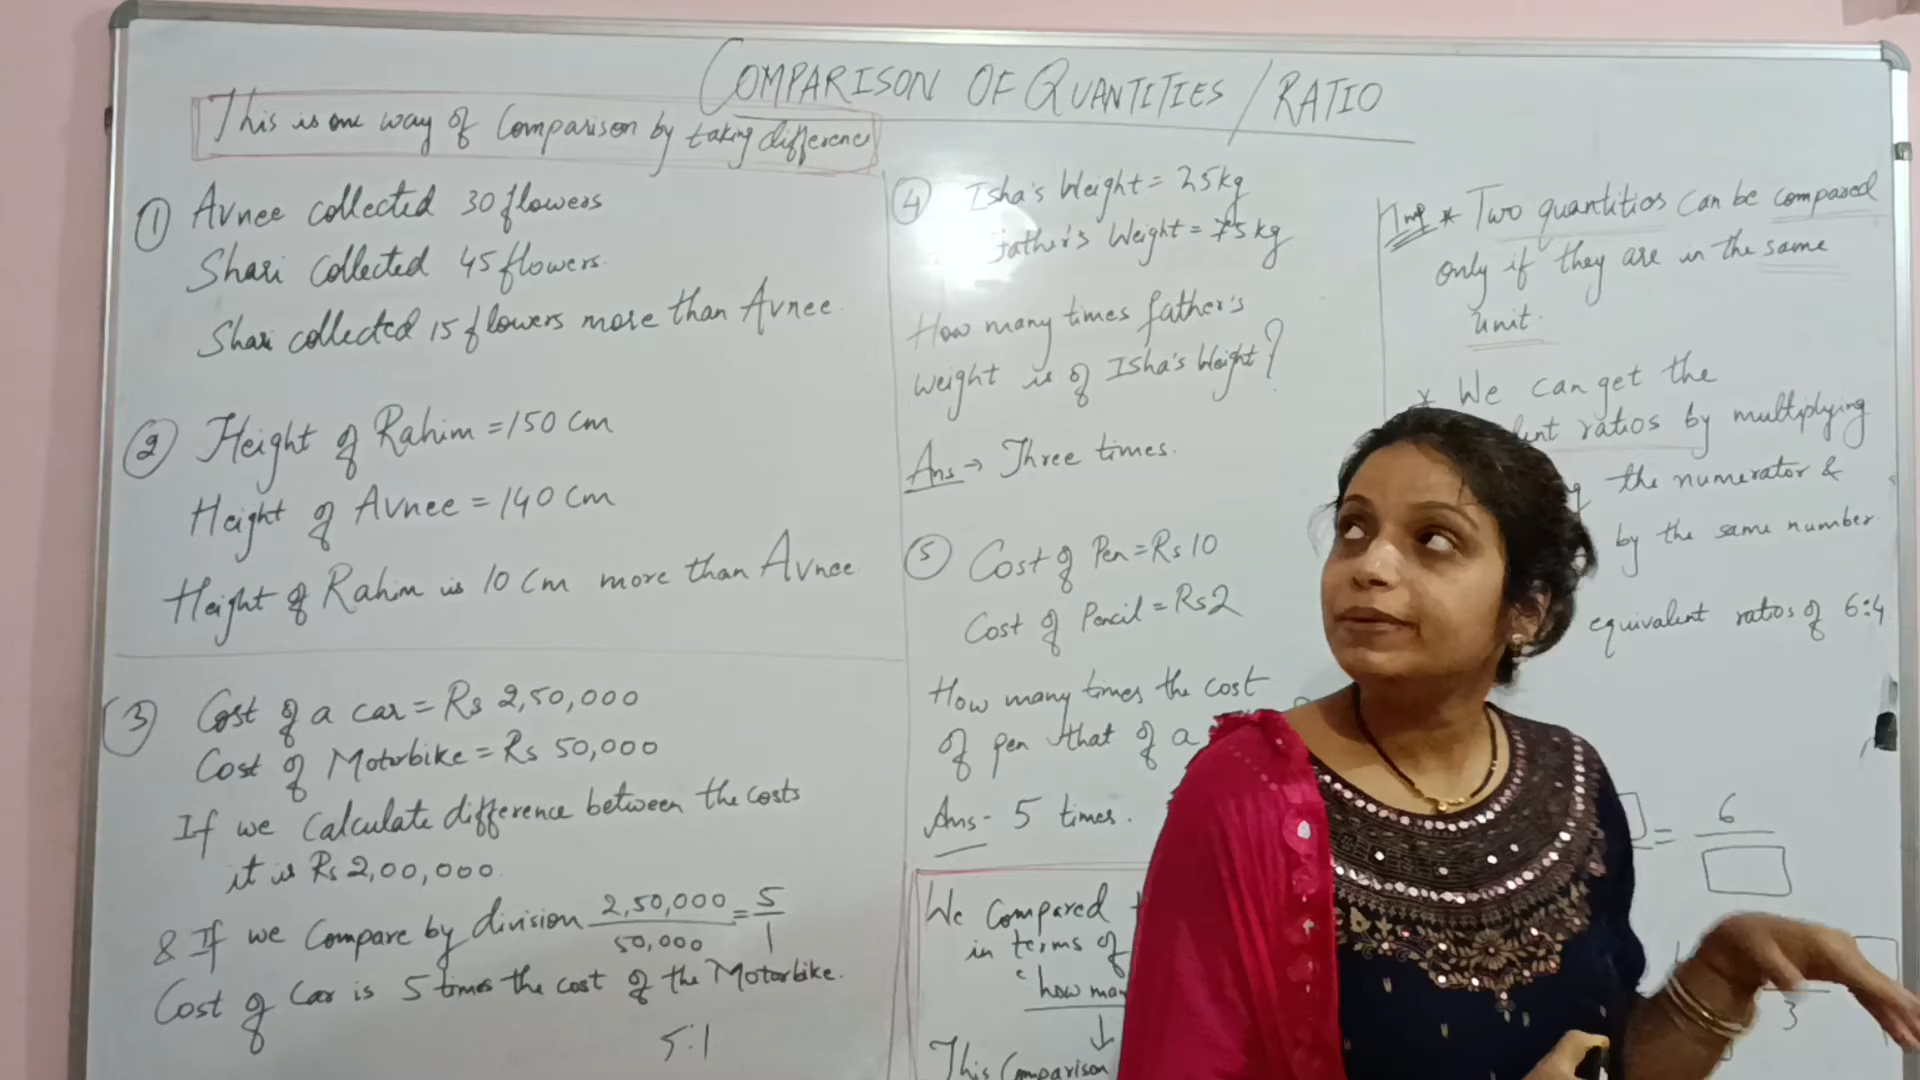 COMPARISON OF QUANTITIES / RATIO
This is one way of Comparison by taking difference
① Avnee collected 30 flowers
Shari collected 45 flowers.
Shari collected 15 flowers more than Avnee.
② Height of Rahim = 150 cm
Height of Avnee = 140 cm
Height of Rahim is 10 cm more than Avnee.
③ Cost of a car = Rs 2,50,000
Cost of Motorbike = Rs 50,000
If we calculate difference between the costs
it is Rs 2,00,000.
& If we Compare by division 2,50,000/50,000 = 5/1
Cost of Car is 5 times the cost of the Motorbike.
5:1
④ Isha's Weight = 25kg
father's Weight = 75 kg
How many times father's
weight is of Isha's Weight?
Ans → Three times.
⑤ Cost of Pen = Rs 10
Cost of Pencil = Rs 2
How many times the cost
of pen that of a
Ans - 5 times.
We Compared
in terms of
'how man
↓
This Comparison
Imp * Two quantities can be compared
only if they are in the same
unit.
* We can get the
ratios by multiplying
the numerator &
by the same number
equivalent ratios of 6:4
= 6/□
3